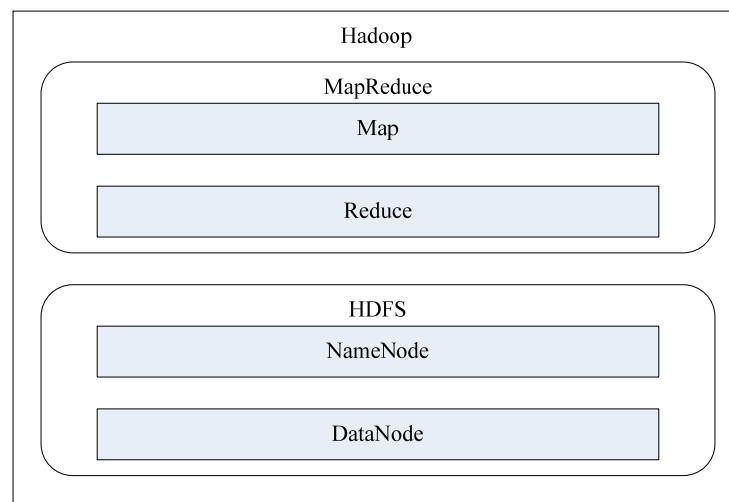 Hadoop
MapReduce
Map
Reduce
HDFS
NameNode
DataNode